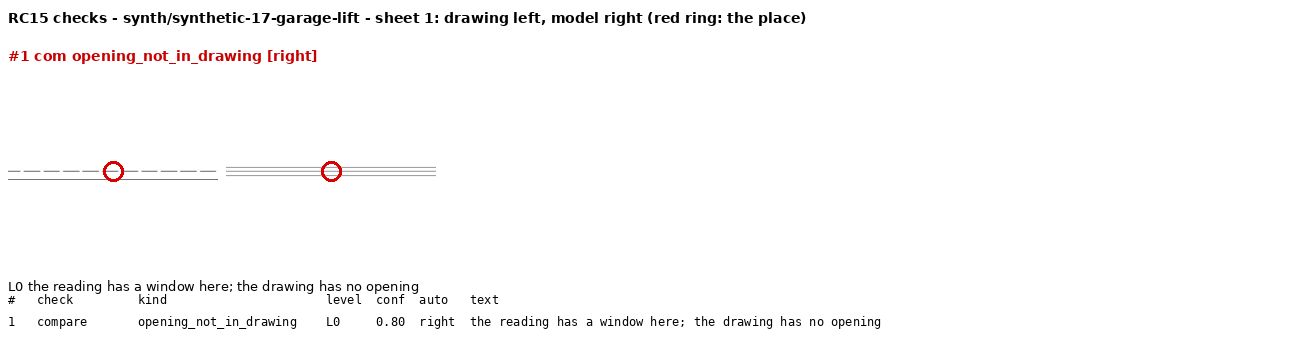 RC15 checks - synth/synthetic-17-garage-lift - sheet 1: drawing left, model right (red ring: the place)
#1 com opening_not_in_drawing [right]
L0 the reading has a window here; the drawing has no opening
# check kind level conf auto text
1 compare opening_not_in_drawing L0 0.80 right the reading has a window here; the drawing has no opening